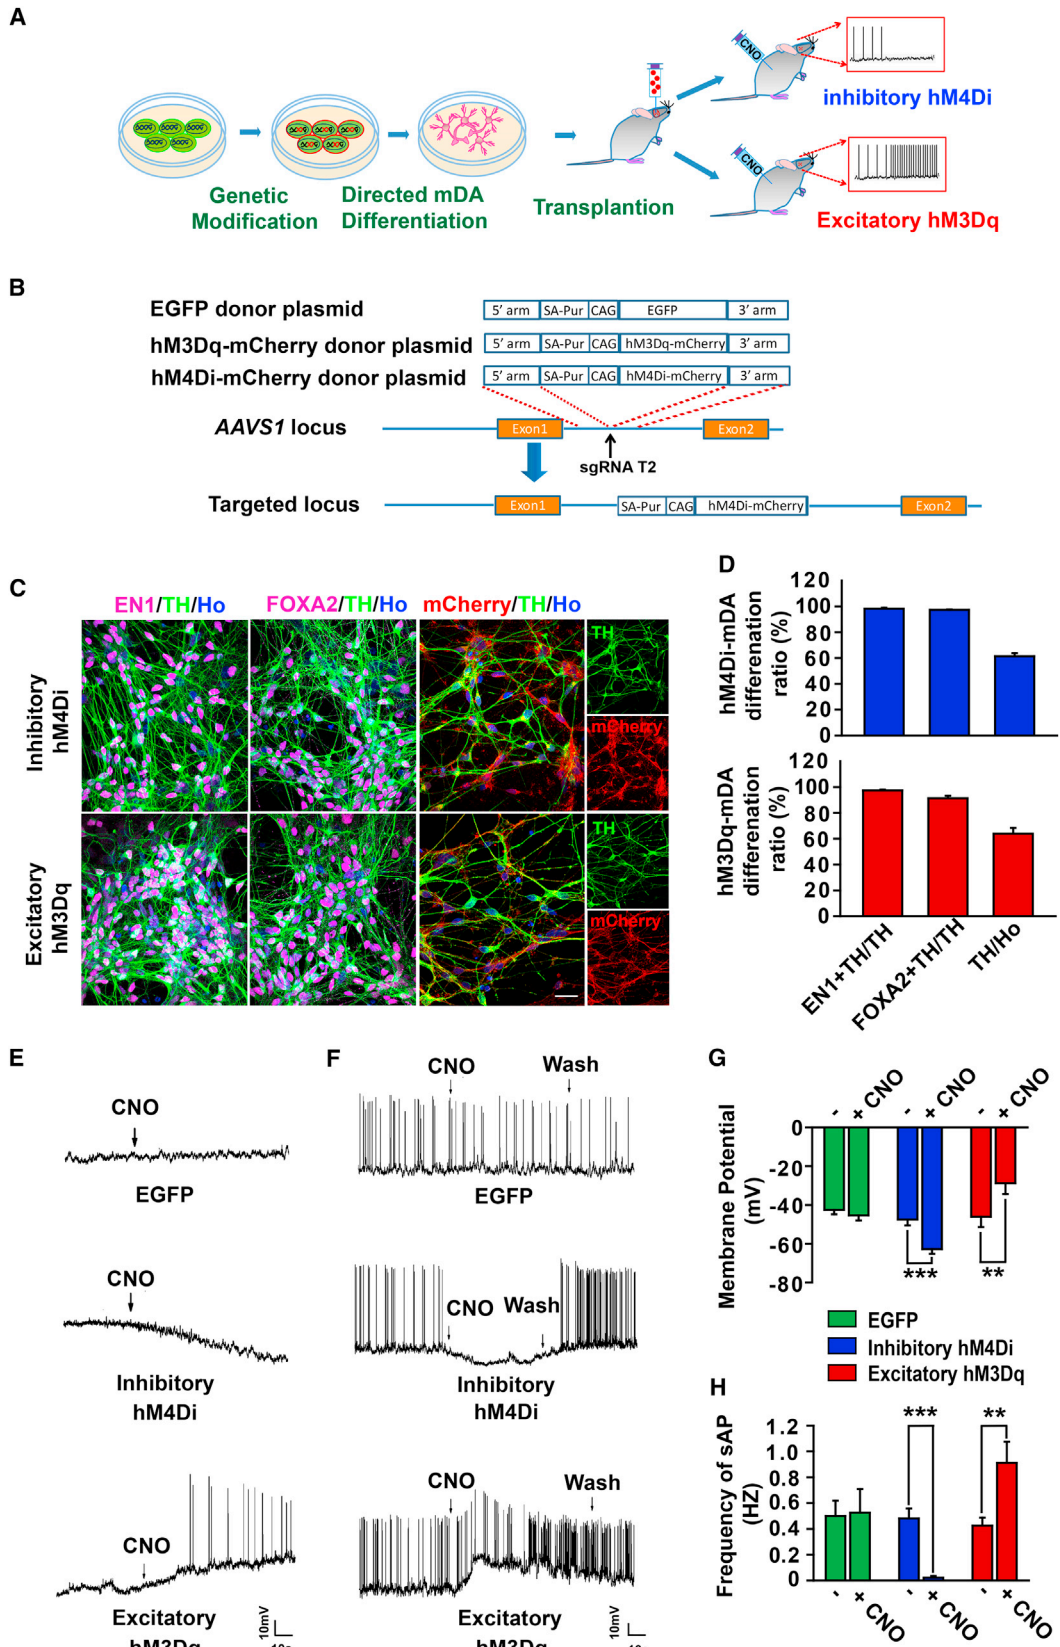 A
CNO
inhibitory hM4Di
CNO
Excitatory hM3Dq
Genetic
Modification
Directed mDA
Differentiation
Transplantion
B
EGFP donor plasmid
5' arm SA-Pur CAG EGFP 3' arm
hM3Dq-mCherry donor plasmid
5' arm SA-Pur CAG hM3Dq-mCherry 3' arm
hM4Di-mCherry donor plasmid
5' arm SA-Pur CAG hM4Di-mCherry 3' arm
AAVS1 locus
Exon1
Exon2
sgRNA T2
Targeted locus
Exon1
SA-Pur CAG hM4Di-mCherry
Exon2
C
EN1/TH/Ho
FOXA2/TH/Ho
mCherry/TH/Ho
Inhibitory
hM4Di
TH
mCherry
Excitatory
hM3Dq
TH
mCherry
D
hM4Di-mDA
differenation
ratio (%)
120
100
80
60
40
20
0
hM3Dq-mDA
differenation
ratio (%)
120
100
80
60
40
20
0
EN1+TH/TH
FOXA2+TH/TH
TH/Ho
E
CNO
EGFP
CNO
Inhibitory
hM4Di
CNO
Excitatory
hM3Dq
10mV
F
CNO
Wash
EGFP
CNO
Wash
Inhibitory
hM4Di
CNO
Wash
Excitatory
hM3Dq
10mV
G
- + CNO - + CNO - + CNO
Membrane Potential
(mV)
0
-20
-40
-60
-80
***
**
EGFP
Inhibitory hM4Di
Excitatory hM3Dq
H
Frequency of sAP
(HZ)
1.2
1.0
0.8
0.6
0.4
0.2
0
***
**
- + CNO - + CNO - + CNO